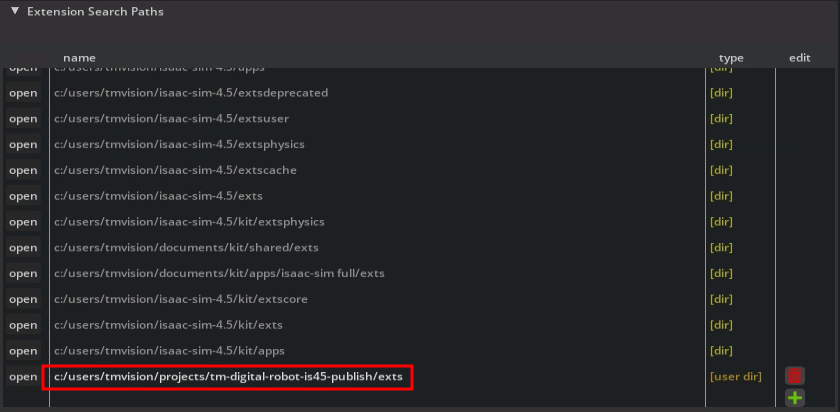 Extension Search Paths
name type edit
open c:/users/tmvision/isaac-sim-4.5/apps [dir]
open c:/users/tmvision/isaac-sim-4.5/extsdeprecated [dir]
open c:/users/tmvision/isaac-sim-4.5/extsuser [dir]
open c:/users/tmvision/isaac-sim-4.5/extsphysics [dir]
open c:/users/tmvision/isaac-sim-4.5/extscache [dir]
open c:/users/tmvision/isaac-sim-4.5/exts [dir]
open c:/users/tmvision/isaac-sim-4.5/kit/extsphysics [dir]
open c:/users/tmvision/documents/kit/shared/exts [dir]
open c:/users/tmvision/documents/kit/apps/isaac-sim full/exts [dir]
open c:/users/tmvision/isaac-sim-4.5/kit/extscore [dir]
open c:/users/tmvision/isaac-sim-4.5/kit/exts [dir]
open c:/users/tmvision/isaac-sim-4.5/kit/apps [dir]
open c:/users/tmvision/projects/tm-digital-robot-is45-publish/exts [user dir]